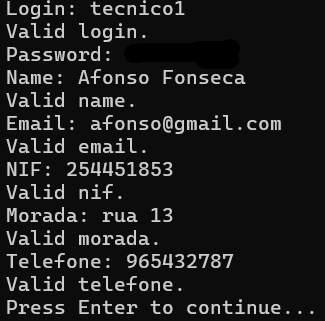 Login: tecnico1
Valid login.
Password:
Name: Afonso Fonseca
Valid name.
Email: afonso@gmail.com
Valid email.
NIF: 254451853
Valid nif.
Morada: rua 13
Valid morada.
Telefone: 965432787
Valid telefone.
Press Enter to continue...